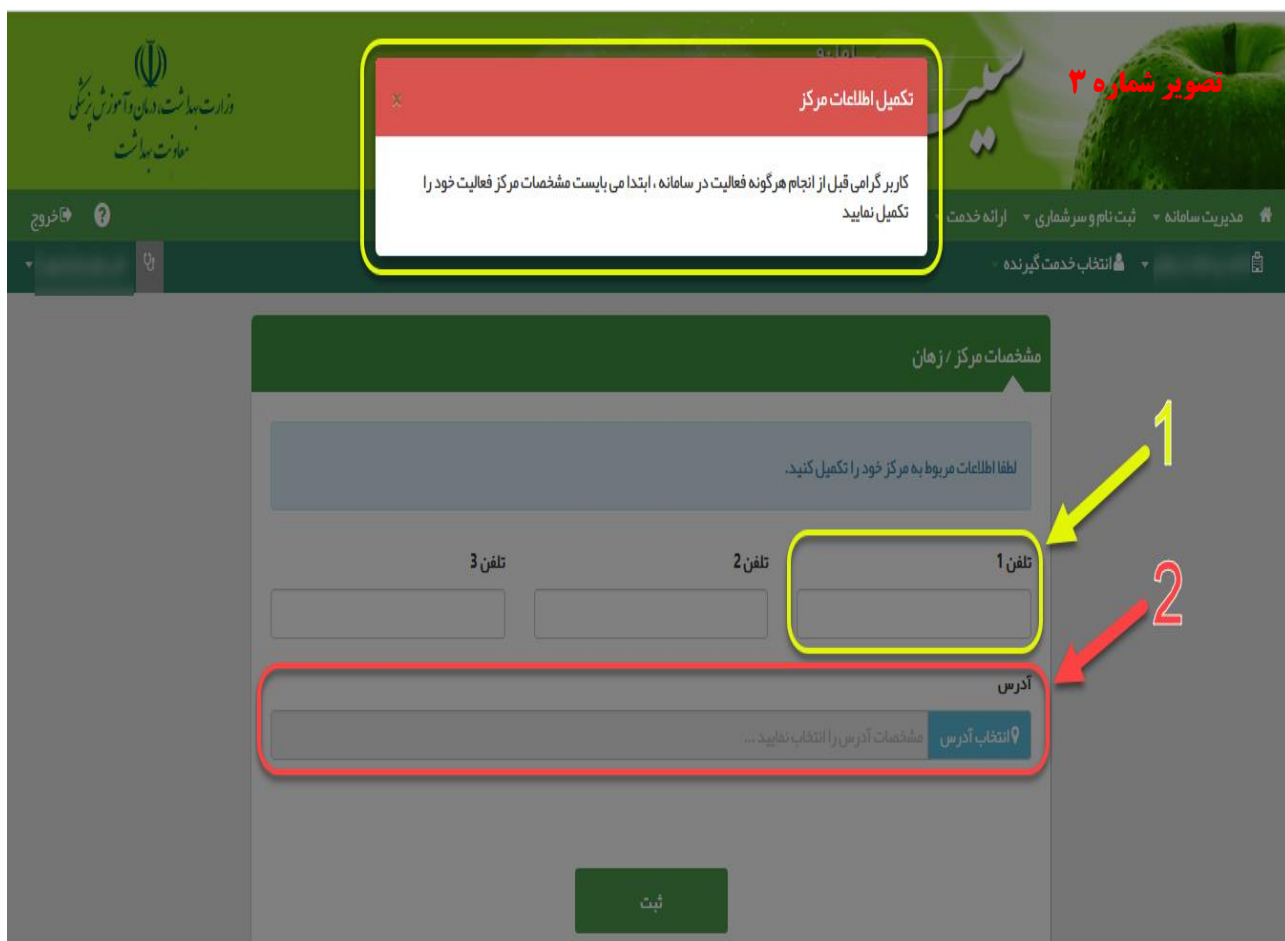 تصویر شماره ۳
سیب
وزارت بهداشت، درمان و آموزش پزشکی
معاونت بهداشت
تکمیل اطلاعات مرکز ×
کاربر گرامی قبل از انجام هرگونه فعالیت در سامانه ، ابتدا می بایست مشخصات مرکز فعالیت خود را
تکمیل نمایید
مدیریت سامانه ثبت نام و سرشماری ارائه خدمت ? خروج
انتخاب خدمت گیرنده
مشخصات مرکز / زهان
1
لطفا اطلاعات مربوط به مرکز خود را تکمیل کنید.
تلفن 1 تلفن 2 تلفن 3
2
آدرس
انتخاب آدرس مشخصات آدرس را انتخاب نمایید ...
ثبت